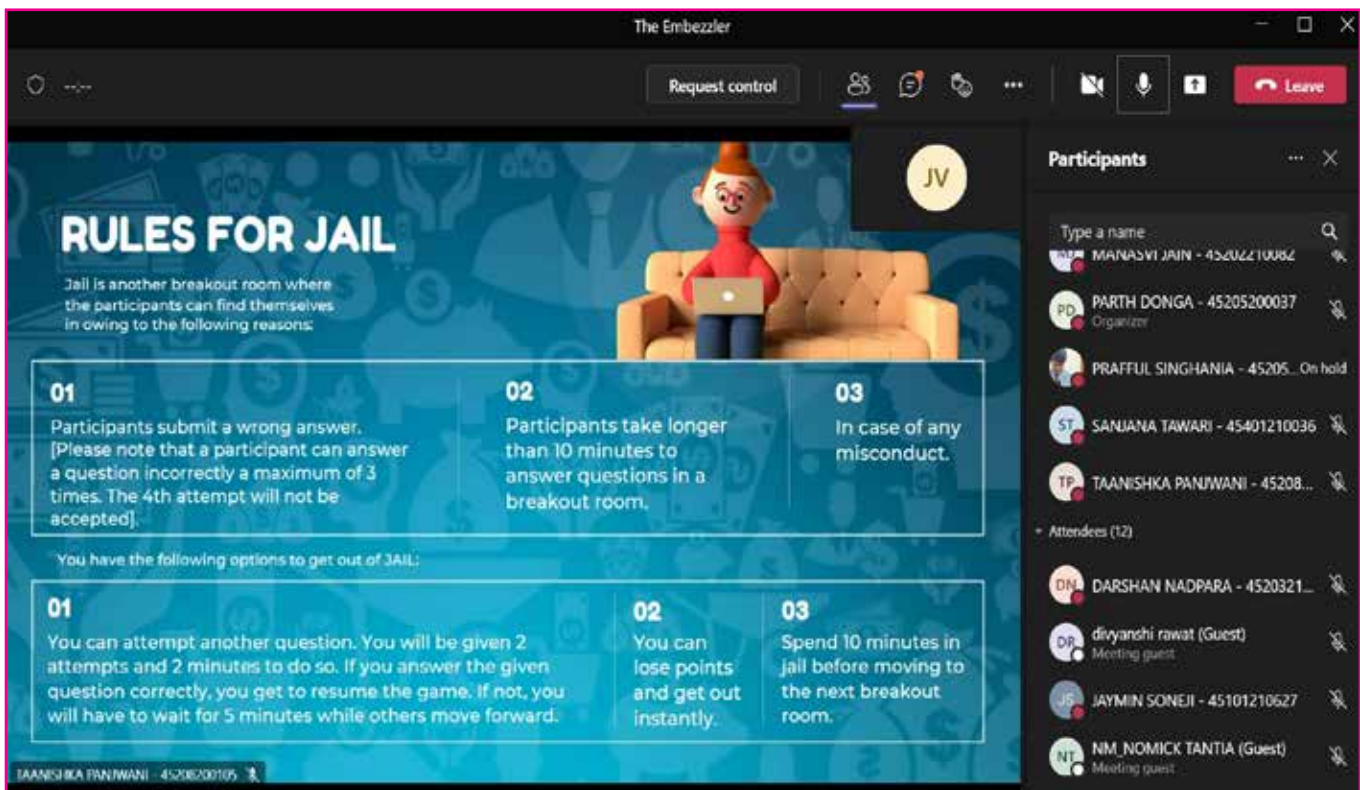 The Embezzler
--:--
Request control
Leave
JV
RULES FOR JAIL
Jail is another breakout room where
the participants can find themselves
in owing to the following reasons:
01
Participants submit a wrong answer.
[Please note that a participant can answer
a question incorrectly a maximum of 3
times. The 4th attempt will not be
accepted].
02
Participants take longer
than 10 minutes to
answer questions in a
breakout room.
03
In case of any
misconduct.
You have the following options to get out of JAIL:
01
You can attempt another question. You will be given 2
attempts and 2 minutes to do so. If you answer the given
question correctly, you get to resume the game. If not, you
will have to wait for 5 minutes while others move forward.
02
You can
lose points
and get out
instantly.
03
Spend 10 minutes in
jail before moving to
the next breakout
room.
TAANISHKA PANJWANI - 45208200105
Participants
Type a name
MANASVI JAIN - 45202210082
PD PARTH DONGA - 45205200037
Organizer
PRAFFUL SINGHANIA - 45205... On hold
ST SANJANA TAWARI - 45401210036
TP TAANISHKA PANJWANI - 45208...
Attendees (12)
DN DARSHAN NADPARA - 4520321...
DR divyanshi rawat (Guest)
Meeting guest
JS JAYMIN SONEJI - 45101210627
NT NM_NOMICK TANTIA (Guest)
Meeting guest